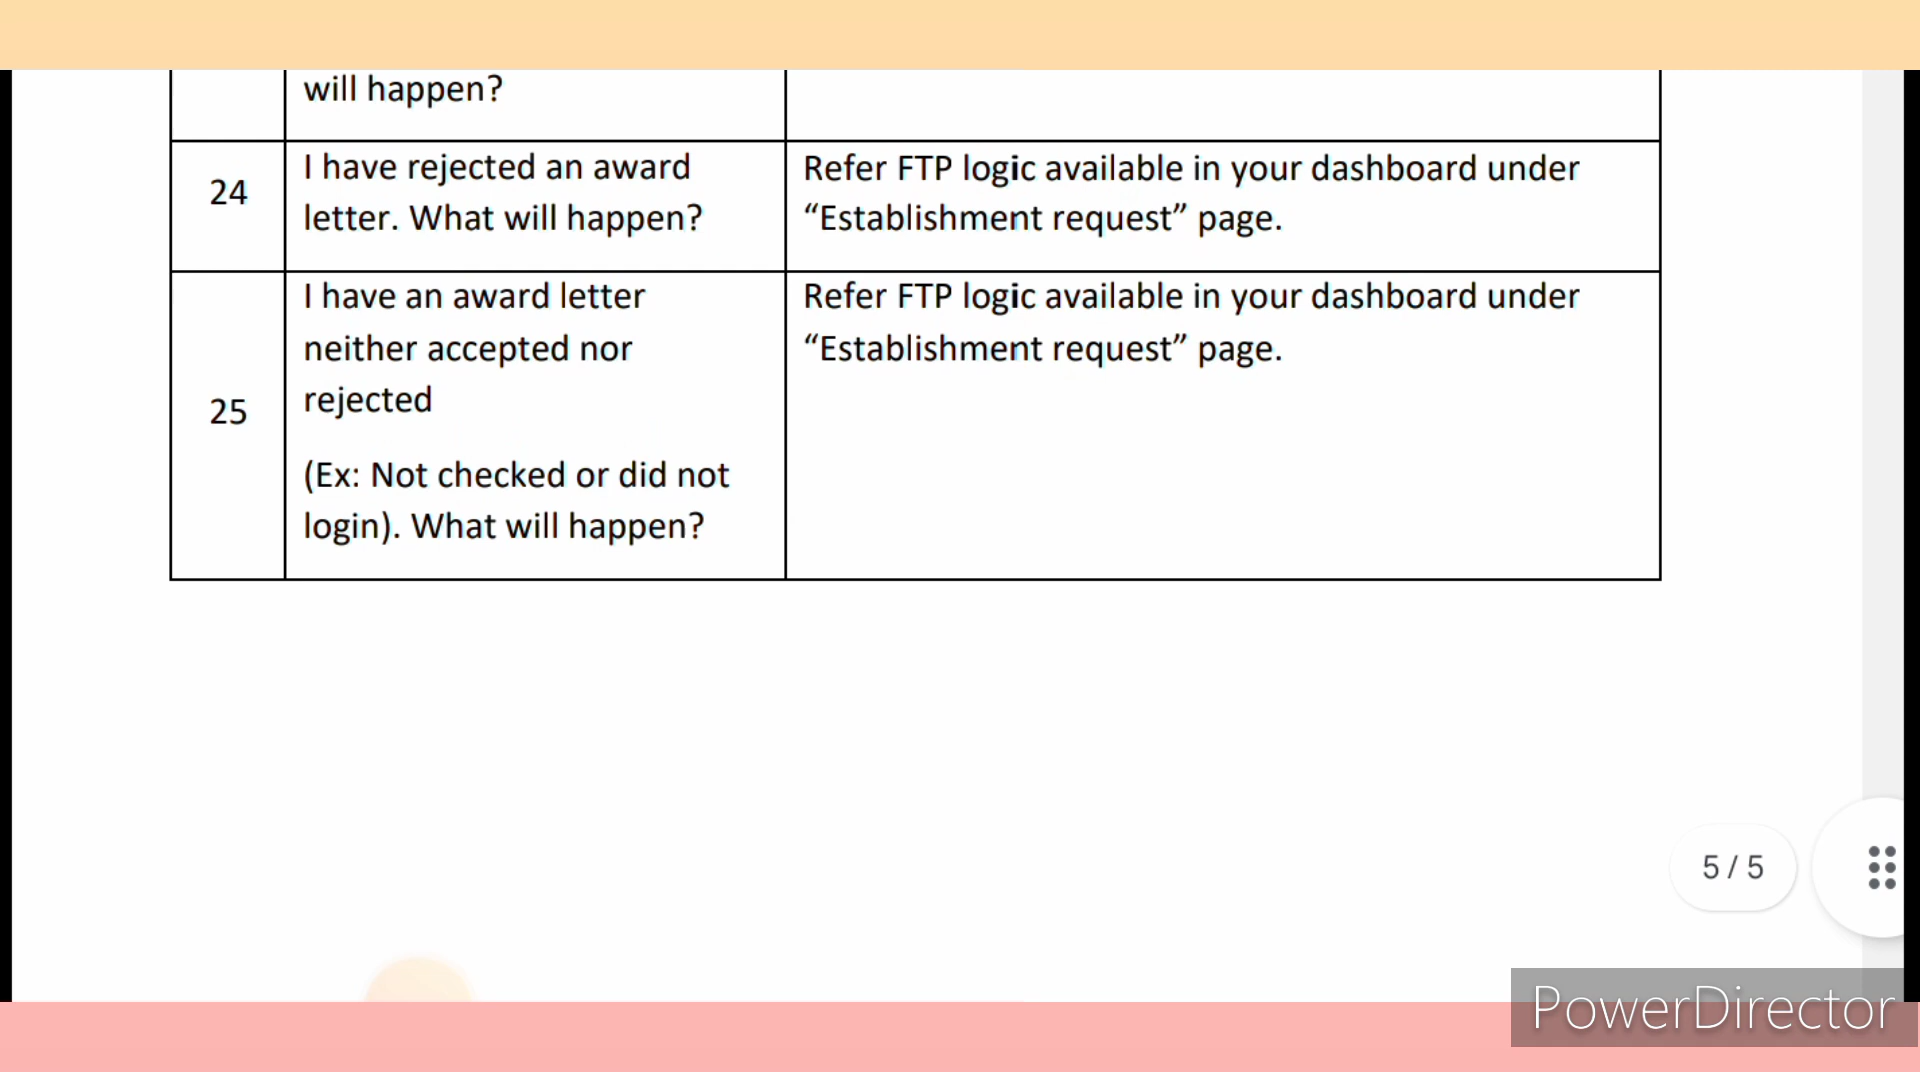 will happen?
24
I have rejected an award
letter. What will happen?
Refer FTP logic available in your dashboard under
“Establishment request” page.
25
I have an award letter
neither accepted nor
rejected
(Ex: Not checked or did not
login). What will happen?
Refer FTP logic available in your dashboard under
“Establishment request” page.
5 / 5
PowerDirector